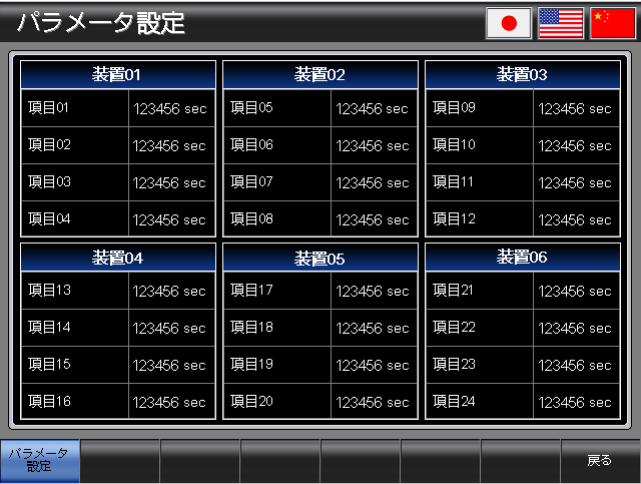 パラメータ設定
装置01 装置02 装置03
項目01 123456 sec 項目05 123456 sec 項目09 123456 sec
項目02 123456 sec 項目06 123456 sec 項目10 123456 sec
項目03 123456 sec 項目07 123456 sec 項目11 123456 sec
項目04 123456 sec 項目08 123456 sec 項目12 123456 sec
装置04 装置05 装置06
項目13 123456 sec 項目17 123456 sec 項目21 123456 sec
項目14 123456 sec 項目18 123456 sec 項目22 123456 sec
項目15 123456 sec 項目19 123456 sec 項目23 123456 sec
項目16 123456 sec 項目20 123456 sec 項目24 123456 sec
パラメータ
設定
戻る